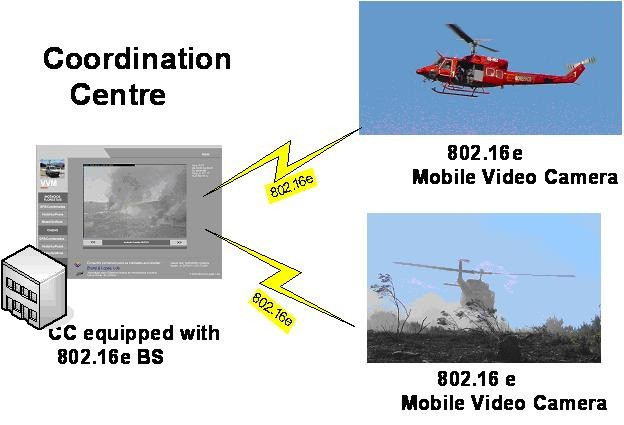 Coordination
Centre
802.16e
Mobile Video Camera
VVM
802.16e
802.16e
CC equipped with
802.16e BS
802.16 e
Mobile Video Camera